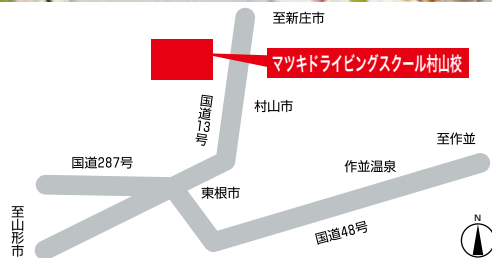 至新庄市
マツキドライビングスクール村山校
国道13号
村山市
至作並
国道287号
作並温泉
東根市
至山形市
国道48号
N